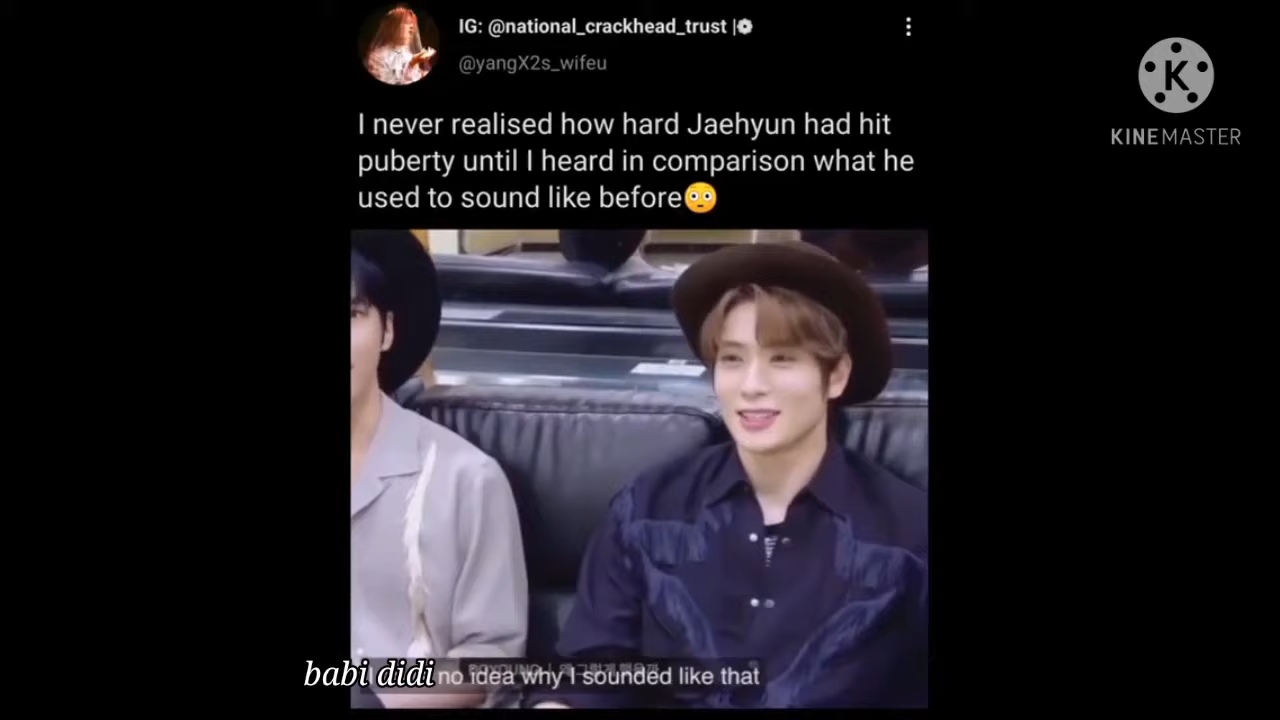 IG: @national_crackhead_trust |
@yangX2s_wifeu
KINEMASTER
I never realised how hard Jaehyun had hit
puberty until I heard in comparison what he
used to sound like before😳
babi didi
no idea why I sounded like that